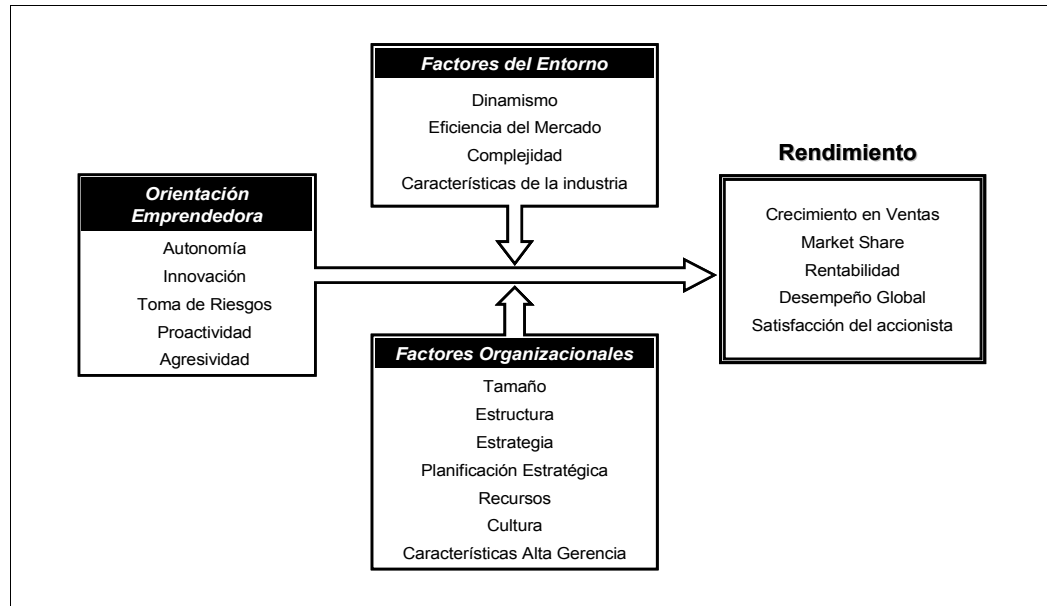 Factores del Entorno
Dinamismo
Eficiencia del Mercado
Complejidad
Características de la industria
Orientación
Emprendedora
Autonomía
Innovación
Toma de Riesgos
Proactividad
Agresividad
Rendimiento
Crecimiento en Ventas
Market Share
Rentabilidad
Desempeño Global
Satisfacción del accionista
Factores Organizacionales
Tamaño
Estructura
Estrategia
Planificación Estratégica
Recursos
Cultura
Características Alta Gerencia